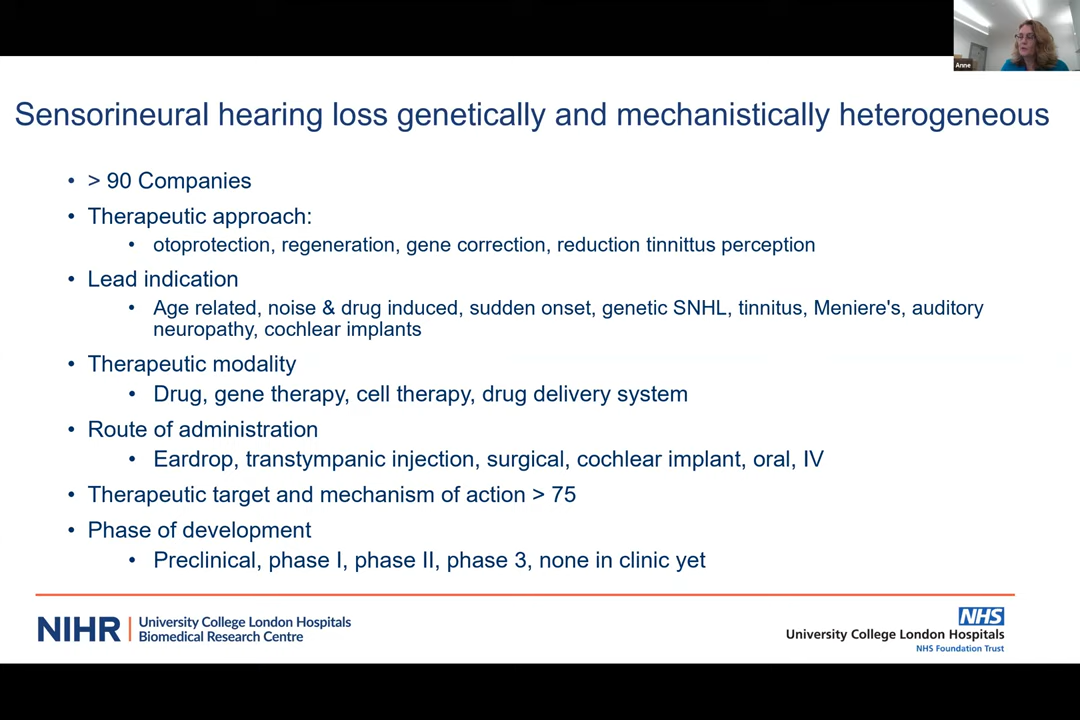 Anne
Sensorineural hearing loss genetically and mechanistically heterogeneous
• > 90 Companies
• Therapeutic approach:
• otoprotection, regeneration, gene correction, reduction tinnittus perception
• Lead indication
• Age related, noise & drug induced, sudden onset, genetic SNHL, tinnitus, Meniere's, auditory
neuropathy, cochlear implants
• Therapeutic modality
• Drug, gene therapy, cell therapy, drug delivery system
• Route of administration
• Eardrop, transtympanic injection, surgical, cochlear implant, oral, IV
• Therapeutic target and mechanism of action > 75
• Phase of development
• Preclinical, phase I, phase II, phase 3, none in clinic yet
NIHR | University College London Hospitals
Biomedical Research Centre
NHS
University College London Hospitals
NHS Foundation Trust